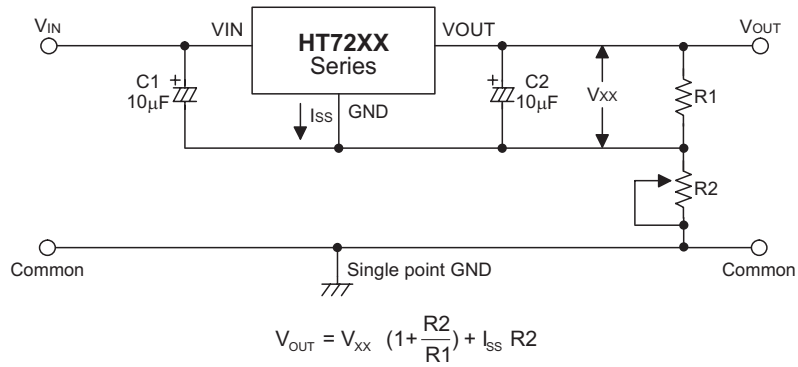 VIN
VIN
HT72XX
Series
VOUT
VOUT
C1
+
10μF
ISS
GND
+
C2
10μF
VXX
R1
R2
Common
Single point GND
Common
VOUT = VXX (1+R2/R1) + ISS R2